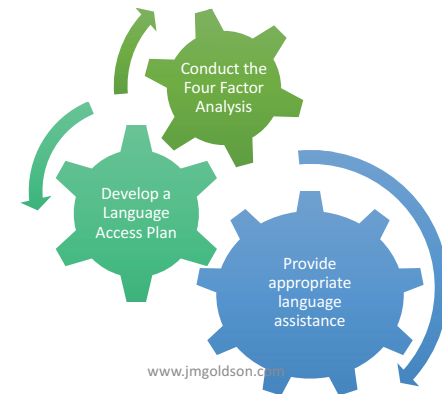 Conduct the
Four Factor
Analysis
Develop a
Language
Access Plan
Provide
appropriate
language
assistance
www.jmgoldson.com